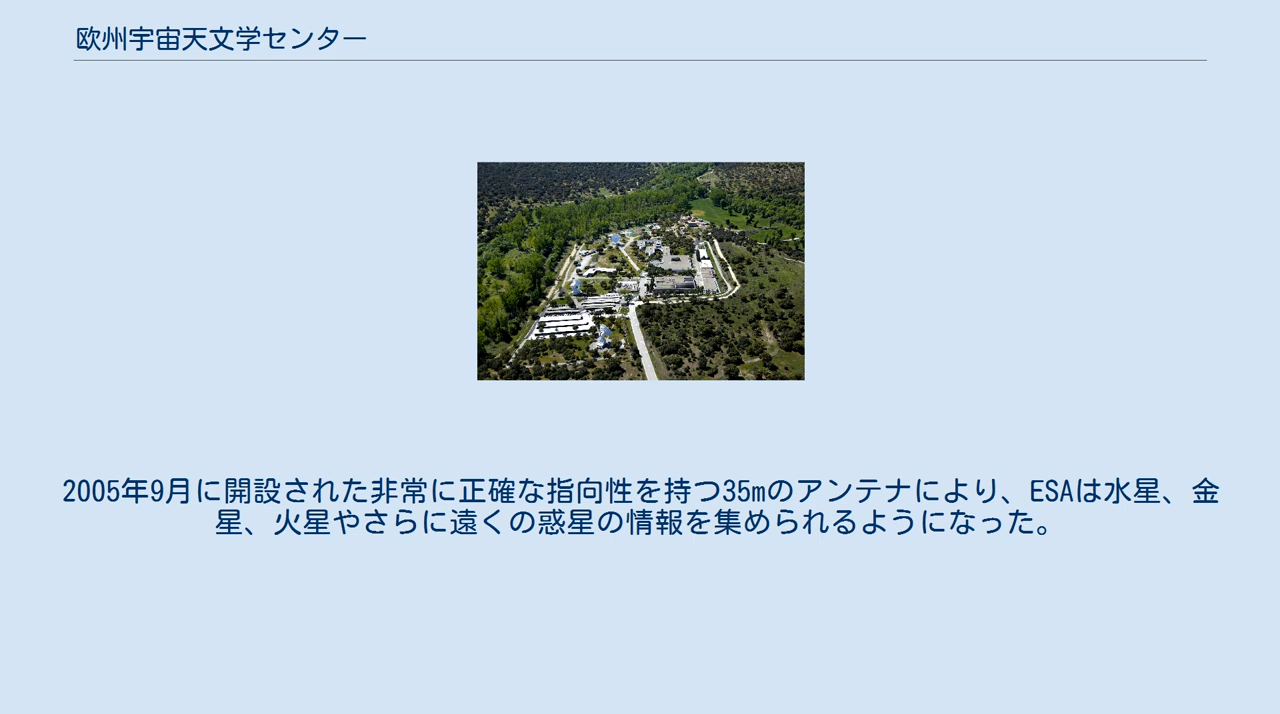 欧州宇宙天文学センター
2005年9月に開設された非常に正確な指向性を持つ35mのアンテナにより、ESAは水星、金
星、火星やさらに遠くの惑星の情報を集められるようになった。